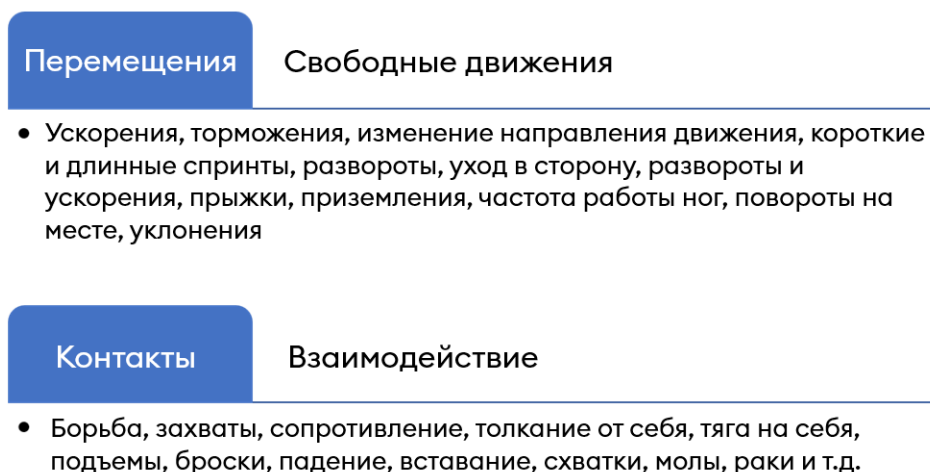 Перемещения
Свободные движения
• Ускорения, торможения, изменение направления движения, короткие
и длинные спринты, развороты, уход в сторону, развороты и
ускорения, прыжки, приземления, частота работы ног, повороты на
месте, уклонения
Контакты
Взаимодействие
• Борьба, захваты, сопротивление, толкание от себя, тяга на себя,
подъемы, броски, падение, вставание, схватки, молы, раки и т.д.